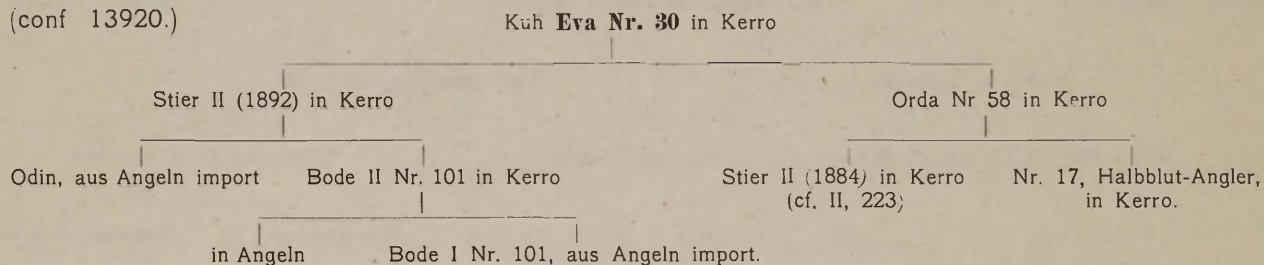 (conf 13920.)
Kuh Eva Nr. 30 in Kerro
Stier II (1892) in Kerro
Orda Nr 58 in Kerro
Odin, aus Angeln import
Bode II Nr. 101 in Kerro
Stier II (1884) in Kerro
(cf. II, 223)
Nr. 17, Halbblut-Angler,
in Kerro.
in Angeln
Bode I Nr. 101, aus Angeln import.